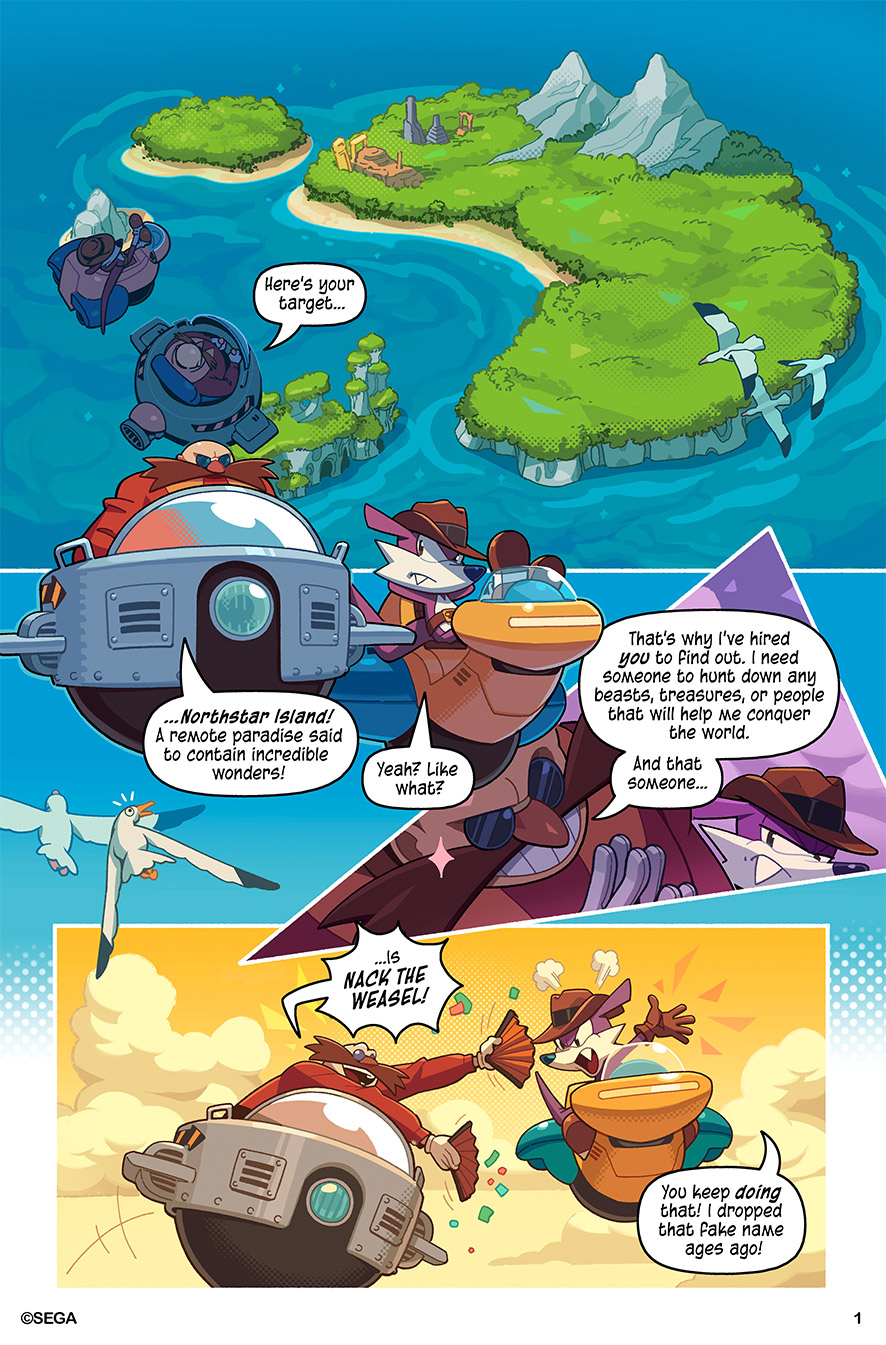 Here's your
target...
...Northstar Island!
A remote paradise said
to contain incredible
wonders!
Yeah? Like
what?
That's why I've hired
you to find out. I need
someone to hunt down any
beasts, treasures, or people
that will help me conquer
the world.
And that
someone...
...Is
NACK THE
WEASEL!
You keep doing
that! I dropped
that fake name
ages ago!
©SEGA
1